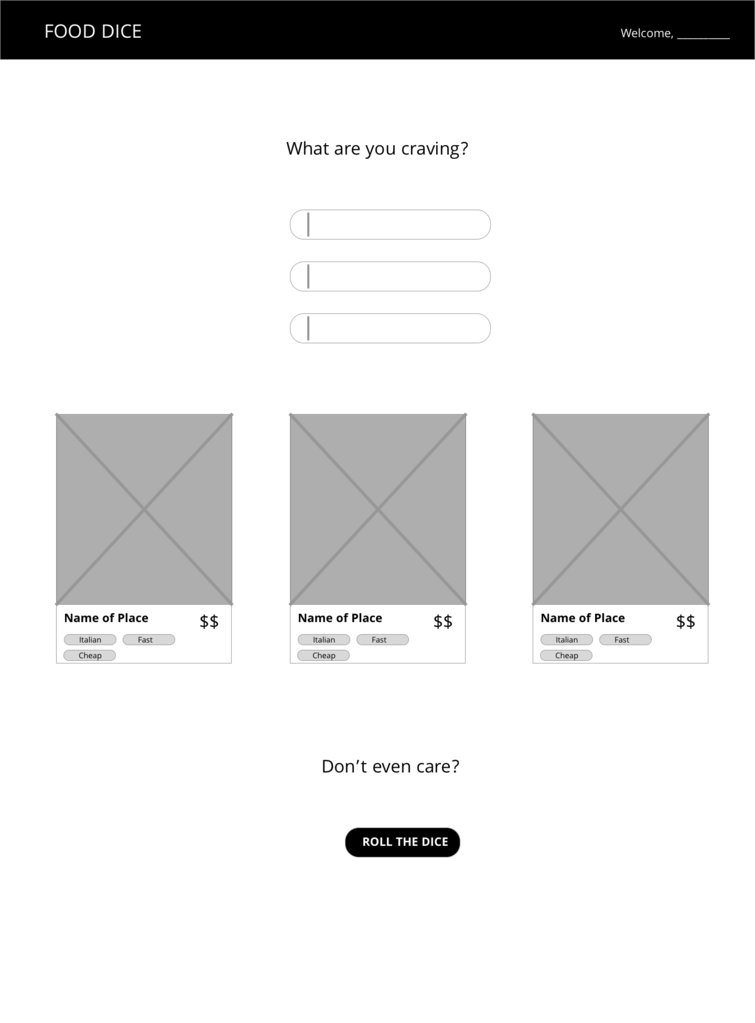 FOOD DICE
Welcome, __________
What are you craving?
Name of Place
$$
Italian
Fast
Cheap
Name of Place
$$
Italian
Fast
Cheap
Name of Place
$$
Italian
Fast
Cheap
Don’t even care?
ROLL THE DICE